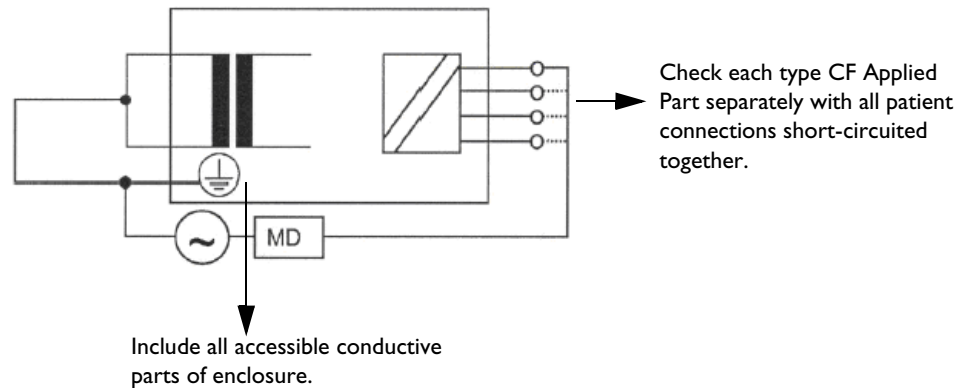 Check each type CF Applied
Part separately with all patient
connections short-circuited
together.
~
MD
Include all accessible conductive
parts of enclosure.